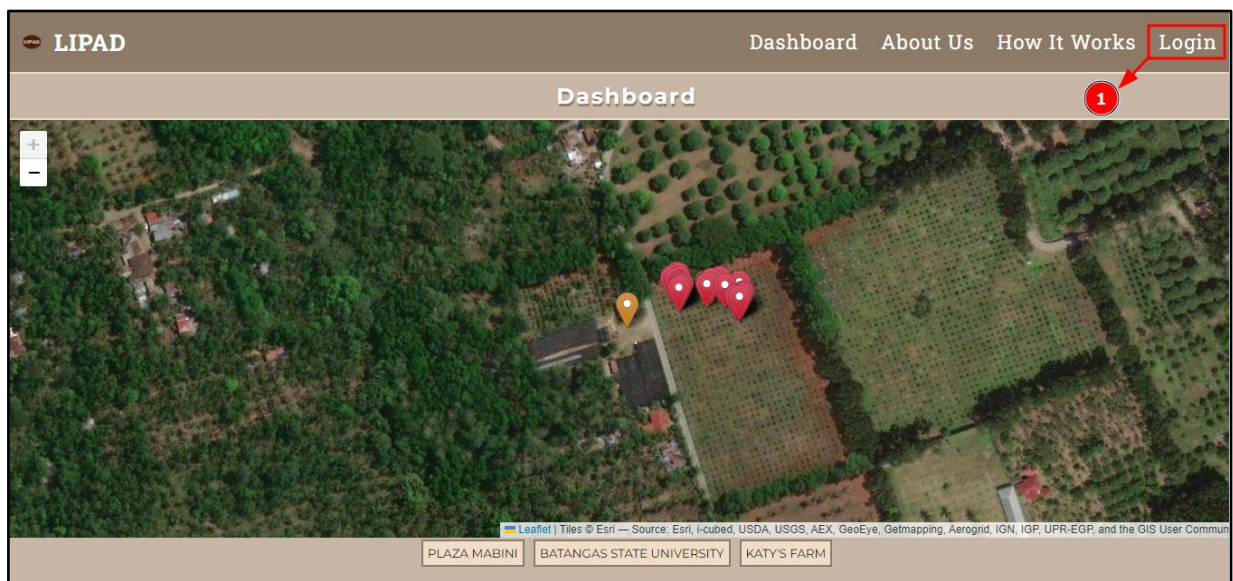 LIPAD LIPAD Dashboard About Us How It Works Login
Dashboard 1
+
−
Leaflet | Tiles © Esri — Source: Esri, i-cubed, USDA, USGS, AEX, GeoEye, Getmapping, Aerogrid, IGN, IGP, UPR-EGP, and the GIS User Commun
PLAZA MABINI BATANGAS STATE UNIVERSITY KATY'S FARM